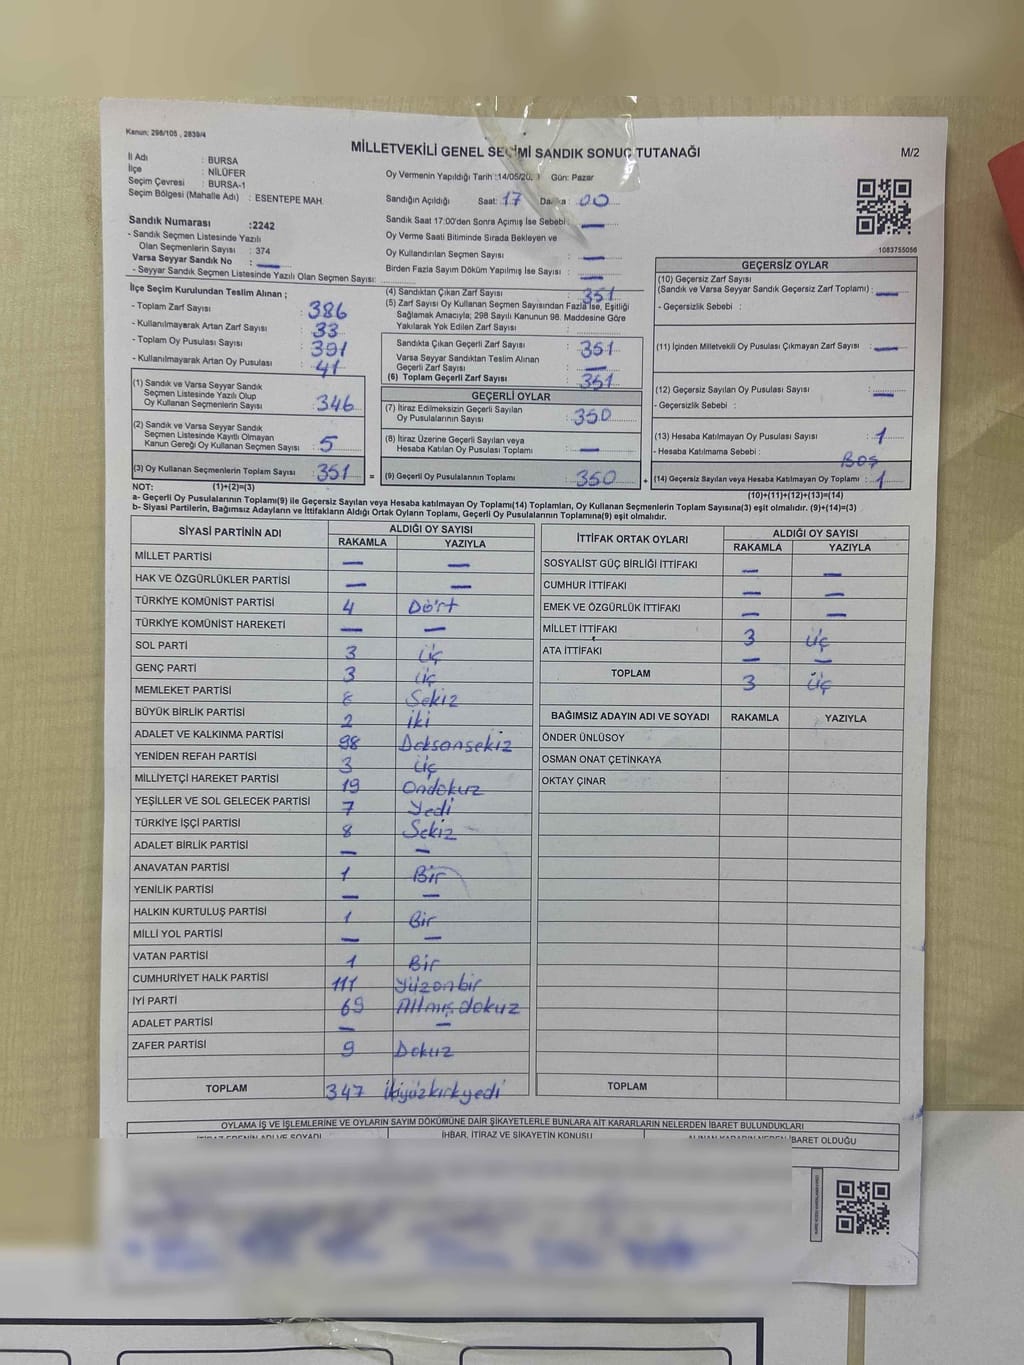 Kanun: 298/105 , 2839/4
MİLLETVEKİLİ GENEL SEÇİMİ SANDIK SONUÇ TUTANAĞI
M/2
İl Adı : BURSA
İlçe : NİLÜFER
Seçim Çevresi : BURSA-1
Seçim Bölgesi (Mahalle Adı) : ESENTEPE MAH.
Oy Vermenin Yapıldığı Tarih :14/05/20 Gün: Pazar
Sandığın Açıldığı Saat: 17 Dakika : 00
Sandık Saat 17:00'den Sonra Açımış İse Sebebi : —
Oy Verme Saati Bitiminde Sırada Bekleyen ve
Oy Kullandırılan Seçmen Sayısı : —
Birden Fazla Sayım Döküm Yapılmış İse Sayısı : —
1083755056
Sandık Numarası :2242
- Sandık Seçmen Listesinde Yazılı
Olan Seçmenlerin Sayısı : 374
Varsa Seyyar Sandık No : —
- Seyyar Sandık Seçmen Listesinde Yazılı Olan Seçmen Sayısı:
İlçe Seçim Kurulundan Teslim Alınan ;
- Toplam Zarf Sayısı : 386
- Kullanılmayarak Artan Zarf Sayısı : 33
- Toplam Oy Pusulası Sayısı : 391
- Kullanılmayarak Artan Oy Pusulası : 41
(1) Sandık ve Varsa Seyyar Sandık
Seçmen Listesinde Yazılı Olup
Oy Kullanan Seçmenlerin Sayısı : 346
(2) Sandık ve Varsa Seyyar Sandık
Seçmen Listesinde Kayıtlı Olmayan
Kanun Gereği Oy Kullanan Seçmen Sayısı : 5
(3) Oy Kullanan Seçmenlerin Toplam Sayısı : 351 =
(4) Sandıktan Çıkan Zarf Sayısı : 351
(5) Zarf Sayısı Oy Kullanan Seçmen Sayısından Fazla İse, Eşitliği
Sağlamak Amacıyla; 298 Sayılı Kanunun 98. Maddesine Göre
Yakılarak Yok Edilen Zarf Sayısı :
Sandıkta Çıkan Geçerli Zarf Sayısı : 351
Varsa Seyyar Sandıktan Teslim Alınan
Geçerli Zarf Sayısı : —
(6) Toplam Geçerli Zarf Sayısı : 351
GEÇERLİ OYLAR
(7) İtiraz Edilmeksizin Geçerli Sayılan
Oy Pusulalarının Sayısı : 350
(8) İtiraz Üzerine Geçerli Sayılan veya
Hesaba Katılan Oy Pusulası Toplamı : —
(9) Geçerli Oy Pusulalarının Toplamı : 350 +
GEÇERSİZ OYLAR
(10) Geçersiz Zarf Sayısı
(Sandık ve Varsa Seyyar Sandık Geçersiz Zarf Toplamı) : —
- Geçersizlik Sebebi :
(11) İçinden Milletvekili Oy Pusulası Çıkmayan Zarf Sayısı : —
(12) Geçersiz Sayılan Oy Pusulası Sayısı : —
- Geçersizlik Sebebi :
(13) Hesaba Katılmayan Oy Pusulası Sayısı : 1
- Hesaba Katılmama Sebebi : Boş
(14) Geçersiz Sayılan veya Hesaba Katılmayan Oy Toplamı : 1
NOT: (1)+(2)=(3)
(10)+(11)+(12)+(13)=(14)
a- Geçerli Oy Pusulalarının Toplamı(9) ile Geçersiz Sayılan veya Hesaba katılmayan Oy Toplamı(14) Toplamları, Oy Kullanan Seçmenlerin Toplam Sayısına(3) eşit olmalıdır. (9)+(14)=(3)
b- Siyasi Partilerin, Bağımsız Adayların ve İttifakların Aldığı Ortak Oyların Toplamı, Geçerli Oy Pusulalarının Toplamına(9) eşit olmalıdır.
SİYASİ PARTİNİN ADI ALDIĞI OY SAYISI
RAKAMLA YAZIYLA
MİLLET PARTİSİ — —
HAK VE ÖZGÜRLÜKLER PARTİSİ — —
TÜRKİYE KOMÜNİST PARTİSİ 4 Dört
TÜRKİYE KOMÜNİST HAREKETİ — —
SOL PARTİ 3 üç
GENÇ PARTİ 3 üç
MEMLEKET PARTİSİ 8 Sekiz
BÜYÜK BİRLİK PARTİSİ 2 iki
ADALET VE KALKINMA PARTİSİ 98 Doksansekiz
YENİDEN REFAH PARTİSİ 3 üç
MİLLİYETÇİ HAREKET PARTİSİ 19 Ondokuz
YEŞİLLER VE SOL GELECEK PARTİSİ 7 Yedi
TÜRKİYE İŞÇİ PARTİSİ 8 Sekiz
ADALET BİRLİK PARTİSİ — —
ANAVATAN PARTİSİ 1 Bir
YENİLİK PARTİSİ — —
HALKIN KURTULUŞ PARTİSİ 1 Bir
MİLLİ YOL PARTİSİ — —
VATAN PARTİSİ 1 Bir
CUMHURİYET HALK PARTİSİ 111 Yüzonbir
İYİ PARTİ 69 Altmışdokuz
ADALET PARTİSİ — —
ZAFER PARTİSİ 9 Dokuz
TOPLAM 347 ikiyüzkırkyedi
İTTİFAK ORTAK OYLARI ALDIĞI OY SAYISI
RAKAMLA YAZIYLA
SOSYALİST GÜÇ BİRLİĞİ İTTİFAKI — —
CUMHUR İTTİFAKI — —
EMEK VE ÖZGÜRLÜK İTTİFAKI — —
MİLLET İTTİFAKI 3 üç
ATA İTTİFAKI — —
TOPLAM 3 üç
BAĞIMSIZ ADAYIN ADI VE SOYADI RAKAMLA YAZIYLA
ÖNDER ÜNLÜSOY
OSMAN ONAT ÇETİNKAYA
OKTAY ÇINAR
TOPLAM
OYLAMA İŞ VE İŞLEMLERİNE VE OYLARIN SAYIM DÖKÜMÜNE DAİR ŞİKAYETLERLE BUNLARA AİT KARARLARIN NELERDEN İBARET BULUNDUKLARI
İTİRAZ EDENİN ADI VE SOYADI İHBAR, İTİRAZ VE ŞİKAYETİN KONUSU ALINAN KARARIN NEDEN İBARET OLDUĞU